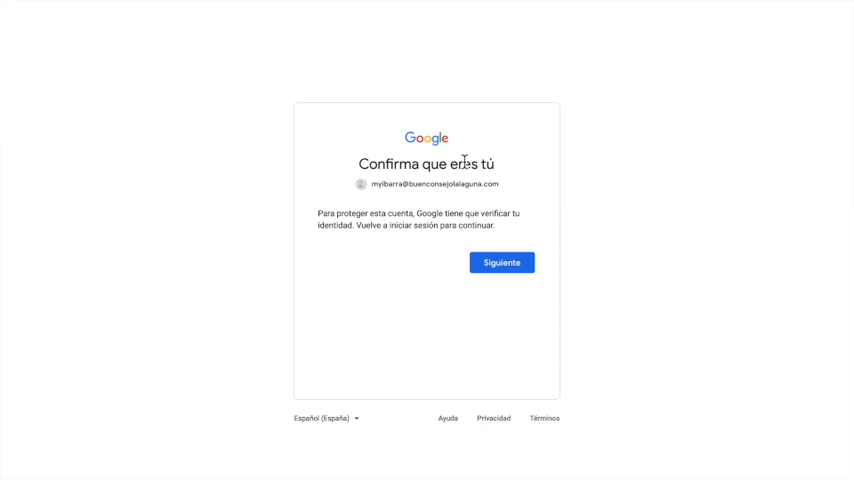 Google
Confirma que eres tú
myibarra@buenconsejolalaguna.com
Para proteger esta cuenta, Google tiene que verificar tu
identidad. Vuelve a iniciar sesión para continuar.
Siguiente
Español (España) Ayuda Privacidad Términos